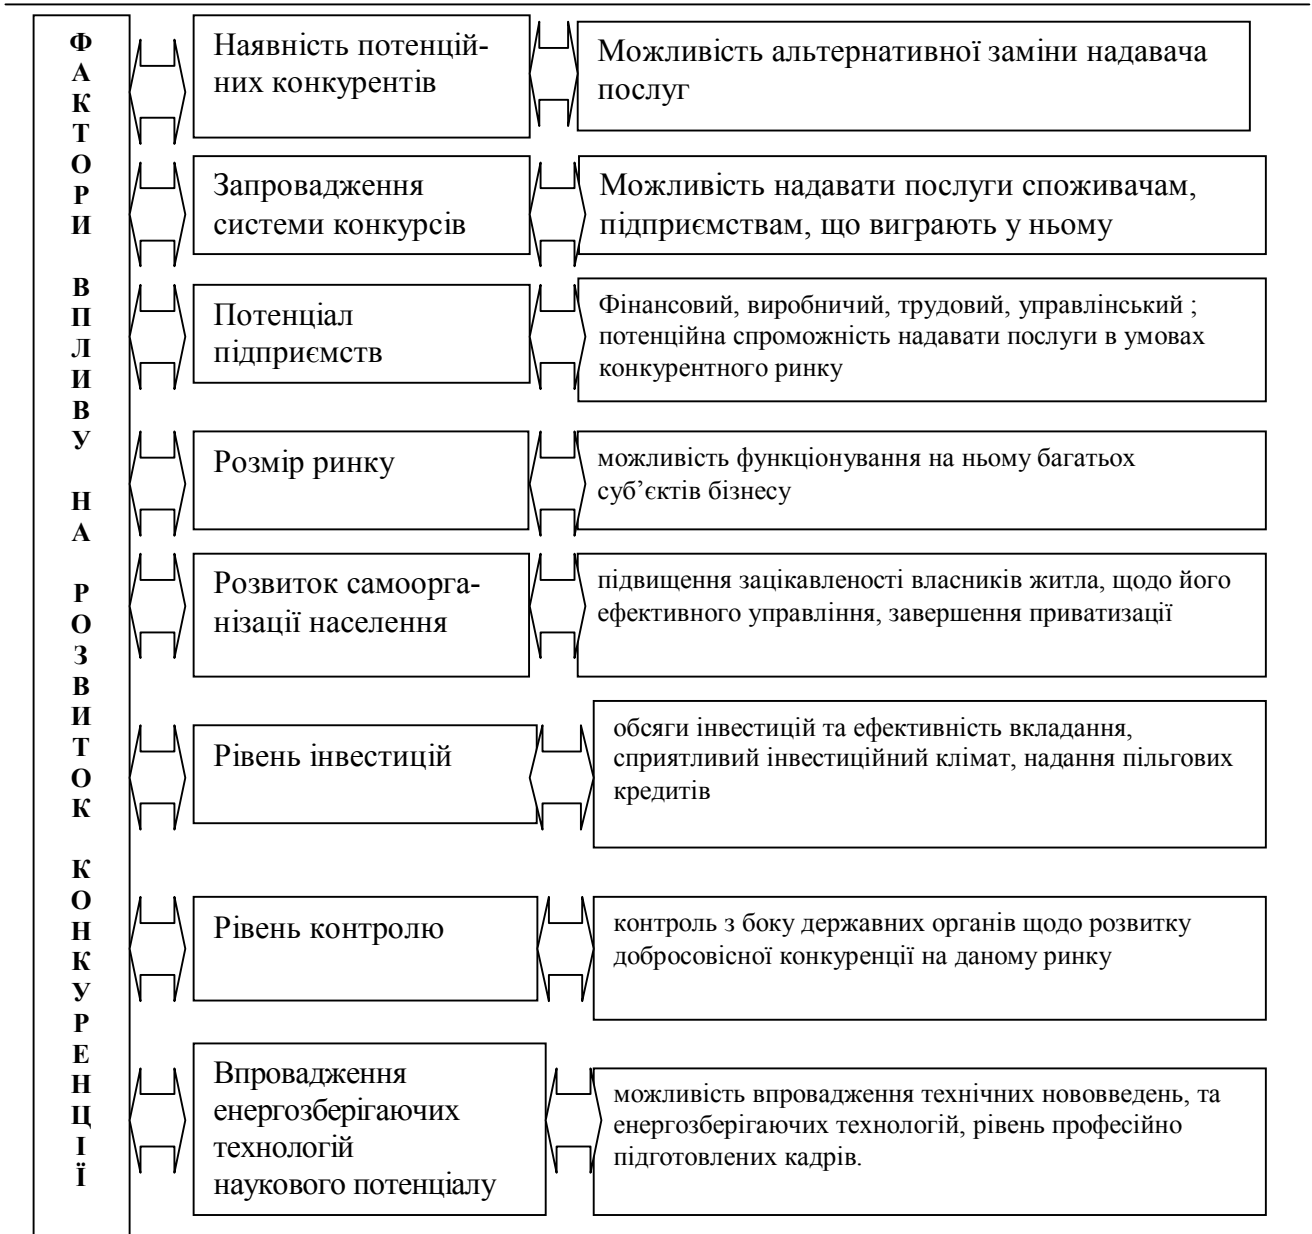 ФАКТОРИ ВПЛИВУ НА РОЗВИТОК КОНКУРЕНЦІЇ
Наявність потенцій-
них конкурентів
Можливість альтернативної заміни надавача
послуг
Запровадження
системи конкурсів
Можливість надавати послуги споживачам,
підприємствам, що виграють у ньому
Потенціал
підприємств
Фінансовий, виробничий, трудовий, управлінський ;
потенційна спроможність надавати послуги в умовах
конкурентного ринку
Розмір ринку
можливість функціонування на ньому багатьох
суб’єктів бізнесу
Розвиток самоорга-
нізації населення
підвищення зацікавленості власників житла, щодо його
ефективного управління, завершення приватизації
Рівень інвестицій
обсяги інвестицій та ефективність вкладання,
сприятливий інвестиційний клімат, надання пільгових
кредитів
Рівень контролю
контроль з боку державних органів щодо розвитку
добросовісної конкуренції на даному ринку
Впровадження
енергозберігаючих
технологій
наукового потенціалу
можливість впровадження технічних нововведень, та
енергозберігаючих технологій, рівень професійно
підготовлених кадрів.